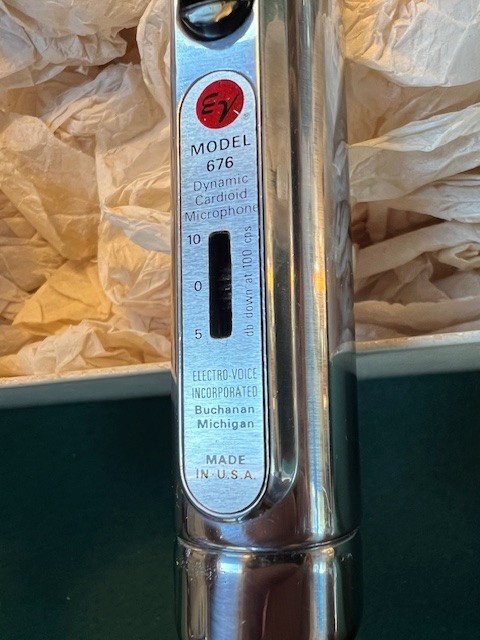 EV
MODEL
676
Dynamic
Cardioid
Microphone
10
0
5
db down at 100 cps
ELECTRO-VOICE
INCORPORATED
Buchanan
Michigan
MADE
IN U.S.A.